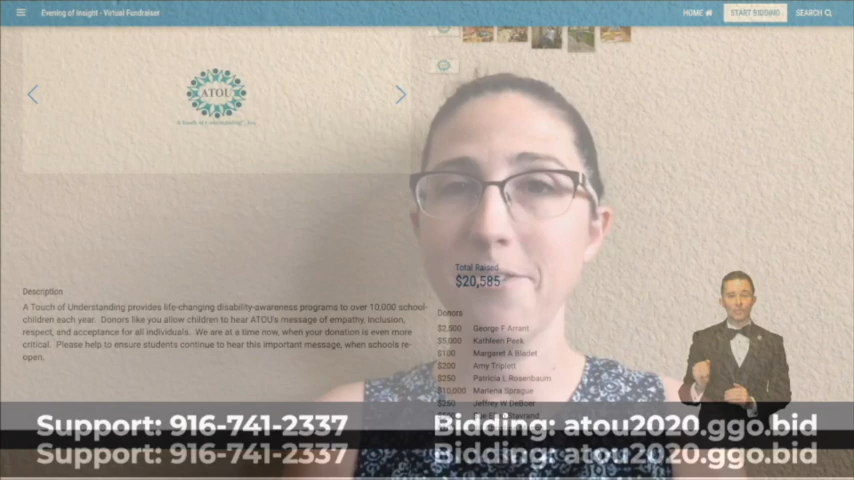 Evening of Insight - Virtual Fundraiser
HOME
START BIDDING
SEARCH
ATOU
A Touch of Understanding, Inc.
Total Raised
$20,585
Description
A Touch of Understanding provides life-changing disability-awareness programs to over 10,000 school-
children each year. Donors like you allow children to hear ATOU's message of empathy, inclusion,
respect, and acceptance for all individuals. We are at a time now, when your donation is even more
critical. Please help to ensure students continue to hear this important message, when schools re-
open.
Donors
$2,500 George F Arrant
$5,000 Kathleen Peek
$100 Margaret A Bladet
$200 Amy Triplett
$250 Patricia L Rosenbaum
$10,000 Marlena Sprague
$250 Jeffrey W DeBoer
Support: 916-741-2337
Bidding: atou2020.ggo.bid
Support: 916-741-2337
Bidding: atou2020.ggo.bid